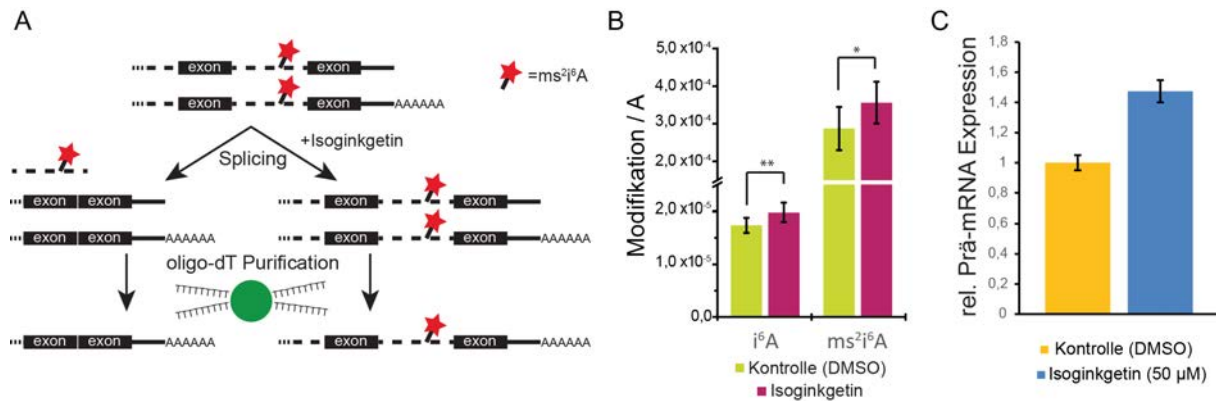 A
exon exon
=ms²i⁶A
exon exon AAAAAA
+Isoginkgetin
Splicing
exon exon exon exon
exon exon AAAAAA exon exon AAAAAA
oligo-dT Purification
exon exon AAAAAA exon exon AAAAAA
B
Modifikation / A
5,0 x10⁻⁴
4,0 x10⁻⁴
3,0 x10⁻⁴
2,0 x10⁻⁵
1,0 x10⁻⁵
0,0
**
*
i⁶A ms²i⁶A
Kontrolle (DMSO)
Isoginkgetin
C
rel. Prä-mRNA Expression
1,8
1,6
1,4
1,2
1
0,8
0,6
0,4
0,2
0
Kontrolle (DMSO)
Isoginkgetin (50 µM)